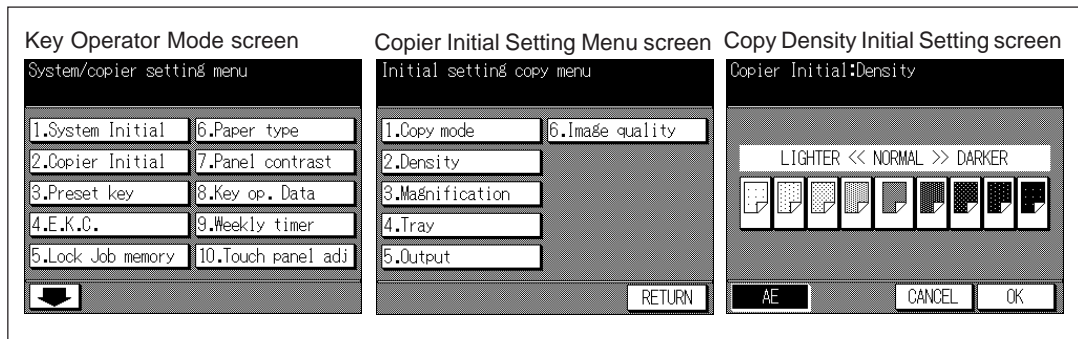 Key Operator Mode screen
System/copier setting menu
1.System Initial
6.Paper type
2.Copier Initial
7.Panel contrast
3.Preset key
8.Key op. Data
4.E.K.C.
9.Weekly timer
5.Lock Job memory
10.Touch panel adj
Copier Initial Setting Menu screen
Initial setting copy menu
1.Copy mode
6.Image quality
2.Density
3.Magnification
4.Tray
5.Output
RETURN
Copy Density Initial Setting screen
Copier Initial:Density
LIGHTER << NORMAL >> DARKER
AE
CANCEL
OK